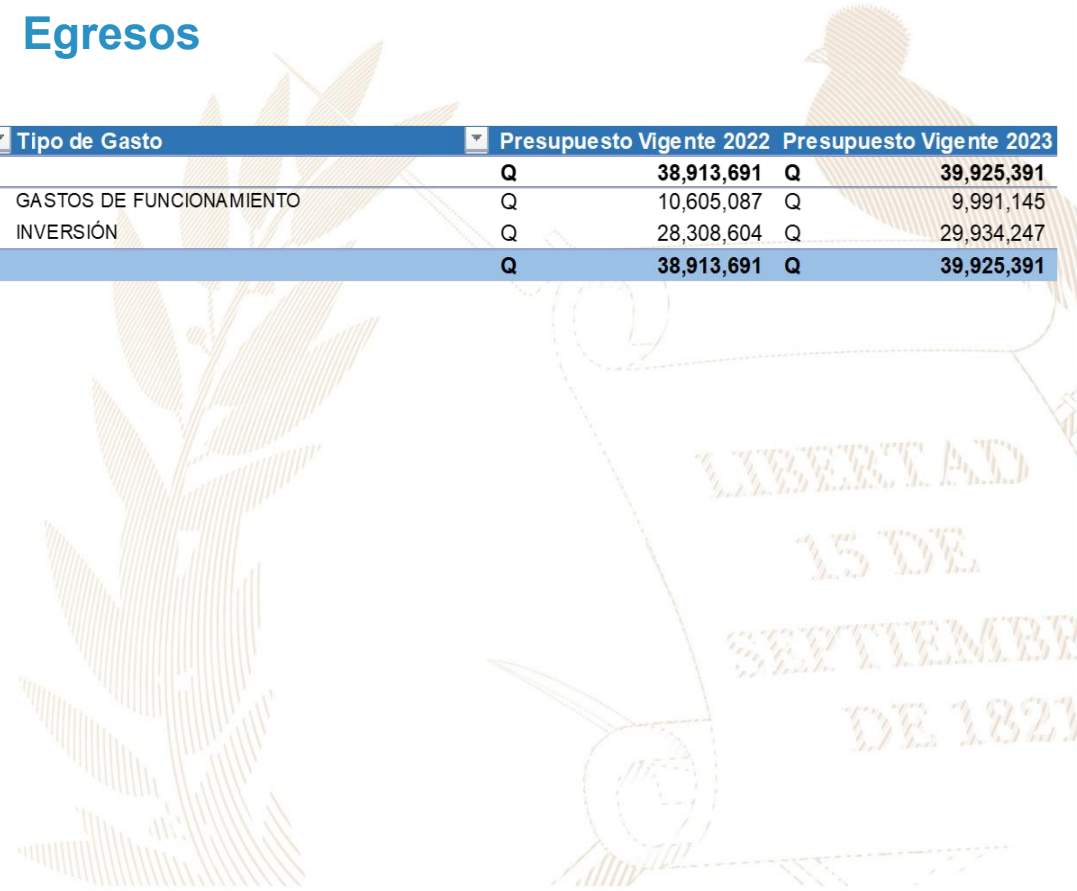 Egresos
Tipo de Gasto Presupuesto Vigente 2022 Presupuesto Vigente 2023
Q 38,913,691 Q 39,925,391
GASTOS DE FUNCIONAMIENTO Q 10,605,087 Q 9,991,145
INVERSIÓN Q 28,308,604 Q 29,934,247
Q 38,913,691 Q 39,925,391
LIBERTAD
15 DE
SEPTIEMBRE
DE 1821